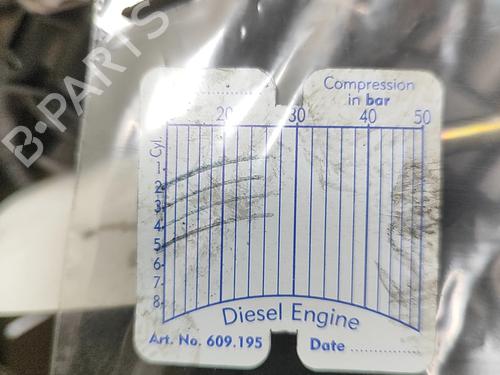 B-PARTS
Compression
in bar
20 30 40 50
Cyl.
1
2
3
4
5
6
7
8
Diesel Engine
Art. No. 609.195 Date ....................